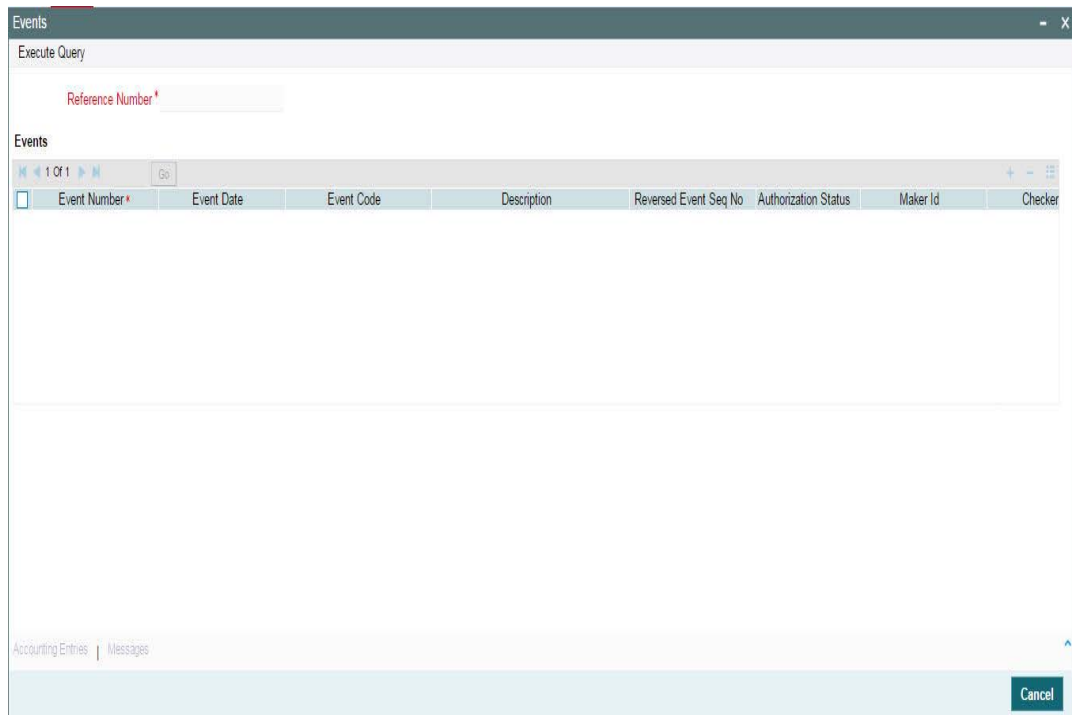 Events
Execute Query
Reference Number *
Events
1 Of 1 Go
Event Number * Event Date Event Code Description Reversed Event Seq No Authorization Status Maker Id Checker
Accounting Entries | Messages
Cancel